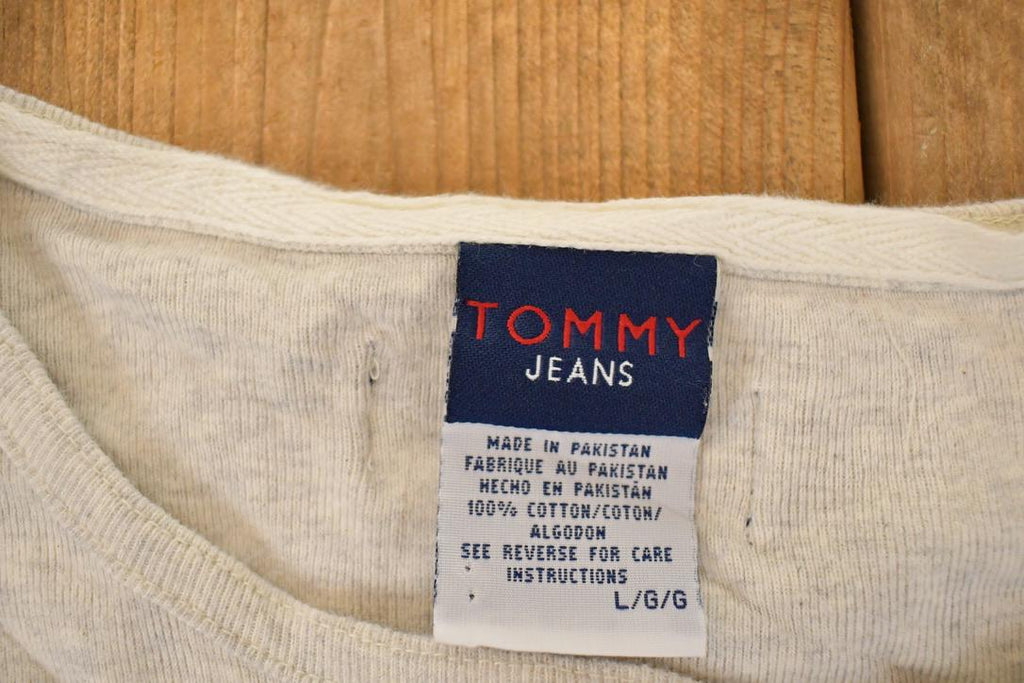 TOMMY
JEANS
MADE IN PAKISTAN
FABRIQUE AU PAKISTAN
HECHO EN PAKISTÁN
100% COTTON/COTON/
ALGODON
SEE REVERSE FOR CARE
INSTRUCTIONS
L/G/G